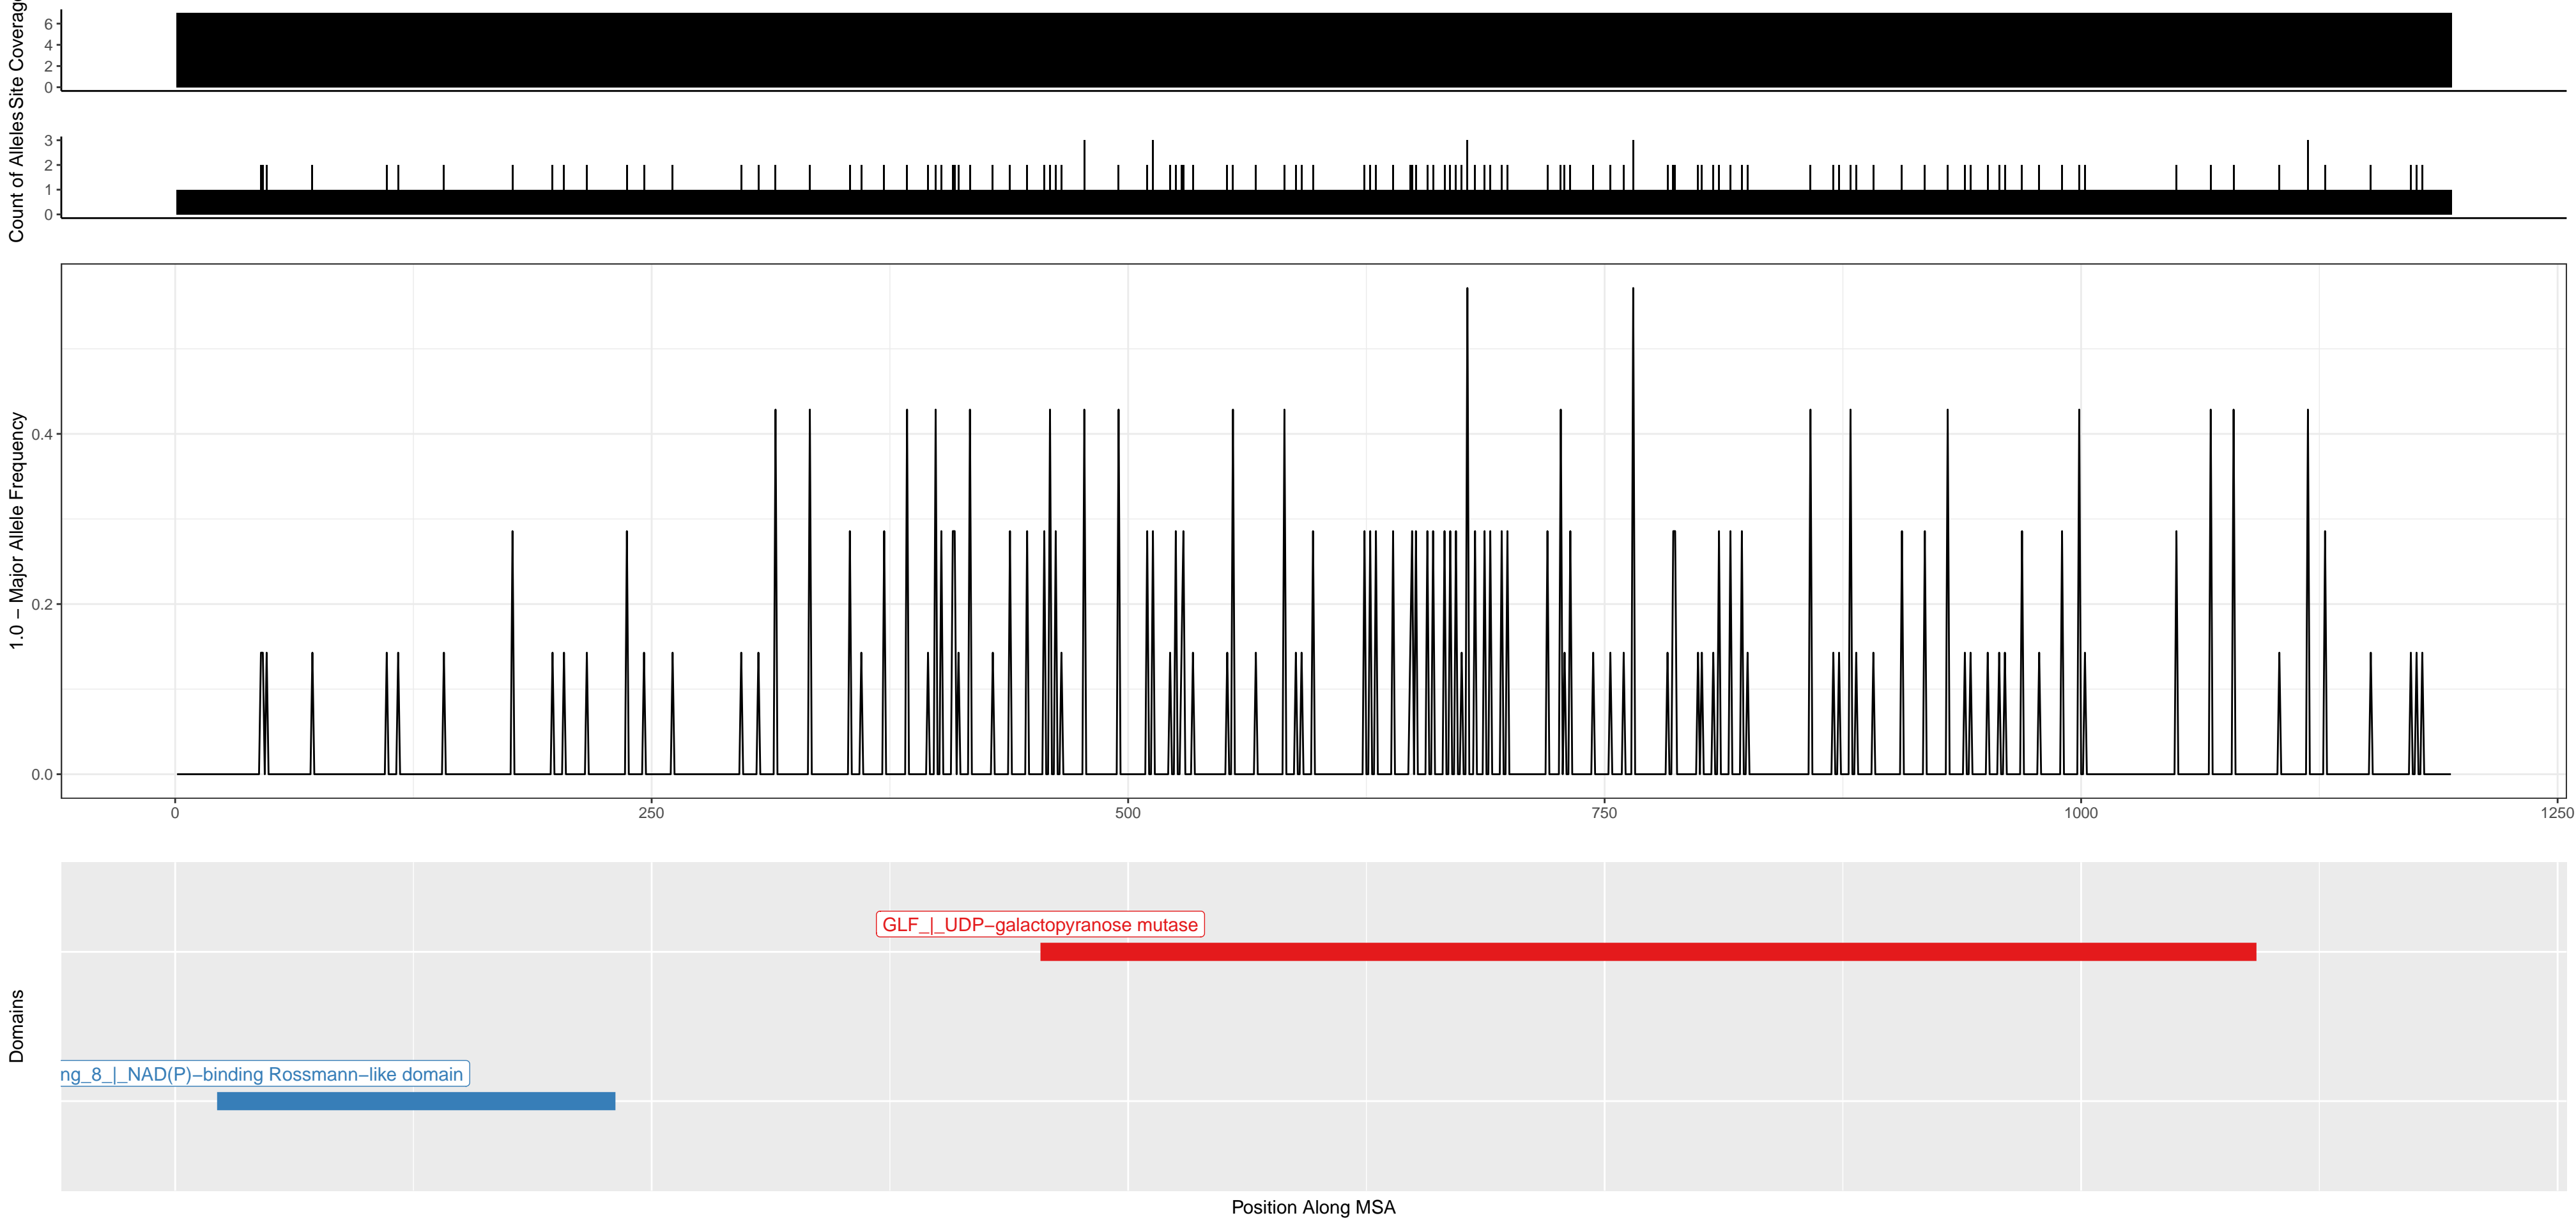 Site Coverage
6
4
2
0
Count of Alleles
3
2
1
0
1.0 − Major Allele Frequency
0.4
0.2
0.0
0 250 500 750 1000 1250
Domains
GLF_|_UDP−galactopyranose mutase
ng_8_|_NAD(P)−binding Rossmann−like domain
Position Along MSA